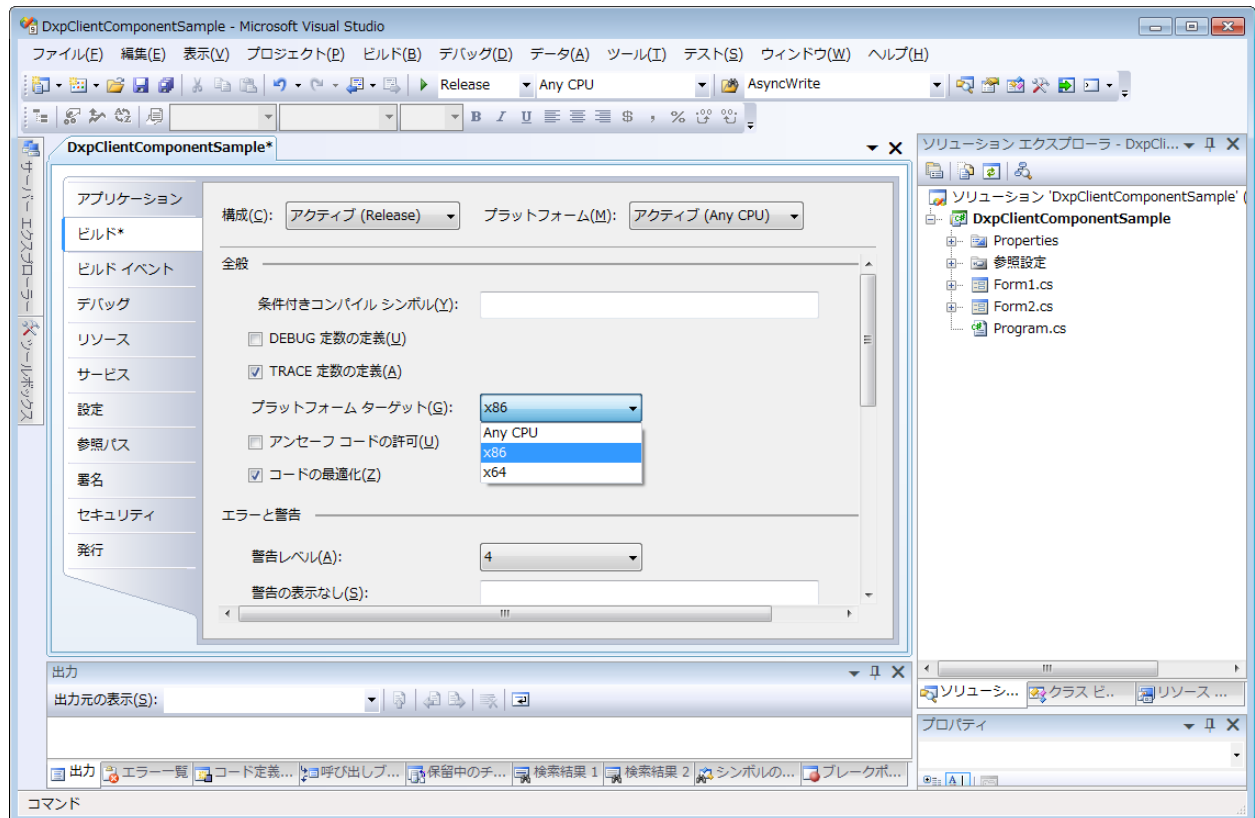 DxpClientComponentSample - Microsoft Visual Studio
ファイル(F) 編集(E) 表示(V) プロジェクト(P) ビルド(B) デバッグ(D) データ(A) ツール(T) テスト(S) ウィンドウ(W) ヘルプ(H)
Release Any CPU AsyncWrite
B I U $ , %
サーバー エクスプローラー
ツールボックス
DxpClientComponentSample*
アプリケーション
ビルド*
ビルド イベント
デバッグ
リソース
サービス
設定
参照パス
署名
セキュリティ
発行
構成(C): アクティブ (Release) プラットフォーム(M): アクティブ (Any CPU)
全般
条件付きコンパイル シンボル(Y):
DEBUG 定数の定義(U)
TRACE 定数の定義(A)
プラットフォーム ターゲット(G): x86
Any CPU
x86
x64
アンセーフ コードの許可(U)
コードの最適化(Z)
エラーと警告
警告レベル(A): 4
警告の表示なし(S):
ソリューション エクスプローラ - DxpCli...
ソリューション 'DxpClientComponentSample' (
DxpClientComponentSample
Properties
参照設定
Form1.cs
Form2.cs
Program.cs
ソリューシ... クラス ビ.. リソース ...
プロパティ
出力
出力元の表示(S):
出力 エラー一覧 コード定義... 呼び出しブ... 保留中のチ... 検索結果 1 検索結果 2 シンボルの... ブレークポ...
コマンド